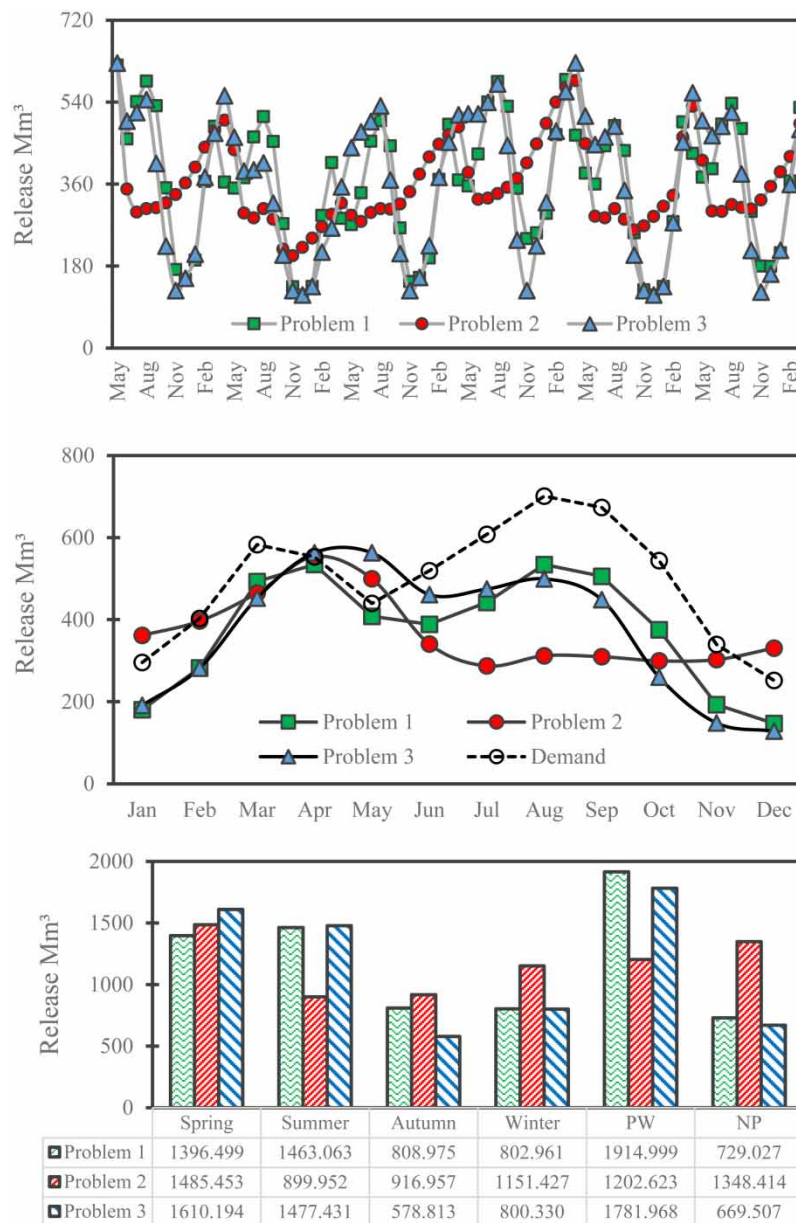 720
540
360
180
0
Release Mm³
Problem 1 Problem 2 Problem 3
May Aug Nov Feb May Aug Nov Feb May Aug Nov Feb May Aug Nov Feb May Aug Nov Feb May Aug Nov Feb
800
600
400
200
0
Release Mm³
Problem 1 Problem 2
Problem 3 Demand
Jan Feb Mar Apr May Jun Jul Aug Sep Oct Nov Dec
2000
1500
1000
500
0
Release Mm³
Spring Summer Autumn Winter PW NP
Problem 1 1396.499 1463.063 808.975 802.961 1914.999 729.027
Problem 2 1485.453 899.952 916.957 1151.427 1202.623 1348.414
Problem 3 1610.194 1477.431 578.813 800.330 1781.968 669.507